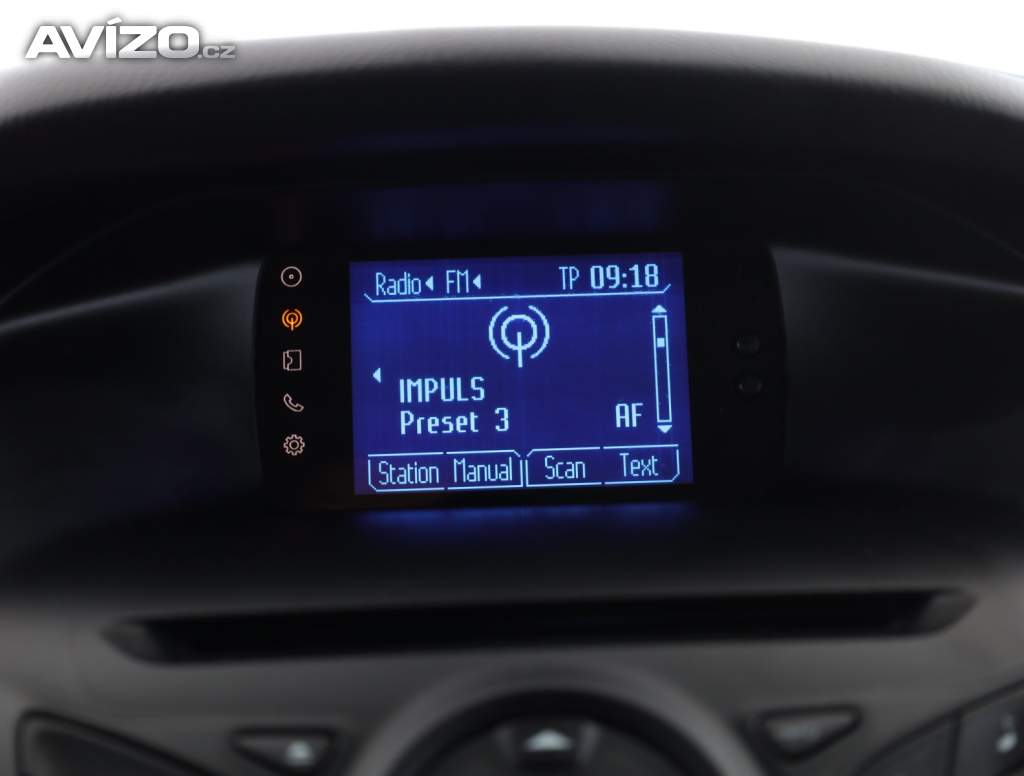 AVÍZO.cz
Radio FM TP 09:18
IMPULS
Preset 3 AF
Station Manual Scan Text